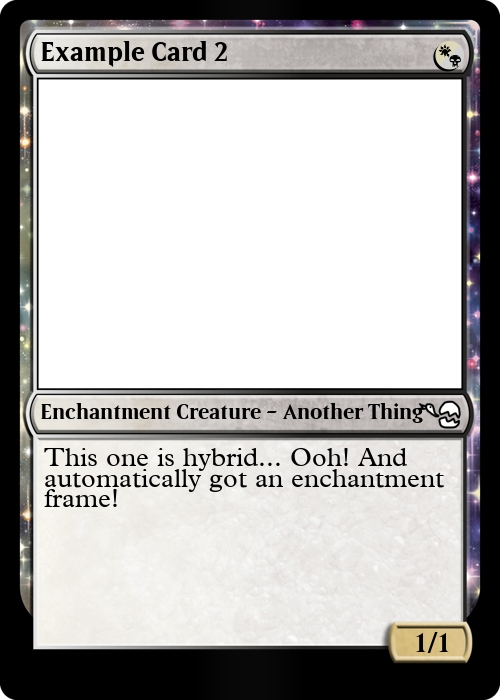 Example Card 2
Enchantment Creature – Another Thing
This one is hybrid... Ooh! And
automatically got an enchantment
frame!
1/1